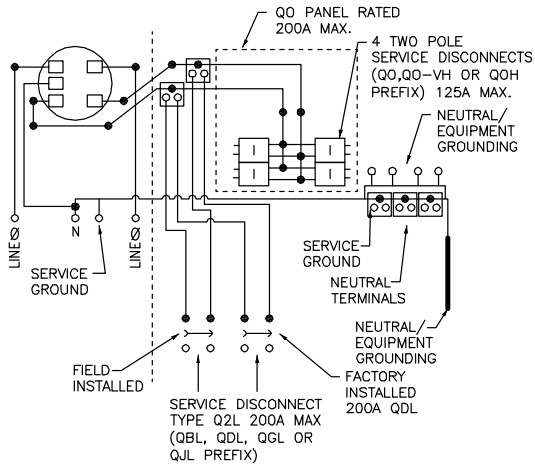 QO PANEL RATED
200A MAX.
4 TWO POLE
SERVICE DISCONNECTS
(QO,QO-VH OR QOH
PREFIX) 125A MAX.
NEUTRAL/
EQUIPMENT
GROUNDING
LINE Ø
N
SERVICE
GROUND
LINE Ø
SERVICE
GROUND
NEUTRAL
TERMINALS
NEUTRAL/
EQUIPMENT
GROUNDING
FIELD
INSTALLED
FACTORY
INSTALLED
200A QDL
SERVICE DISCONNECT
TYPE Q2L 200A MAX
(QBL, QDL, QGL OR
QJL PREFIX)